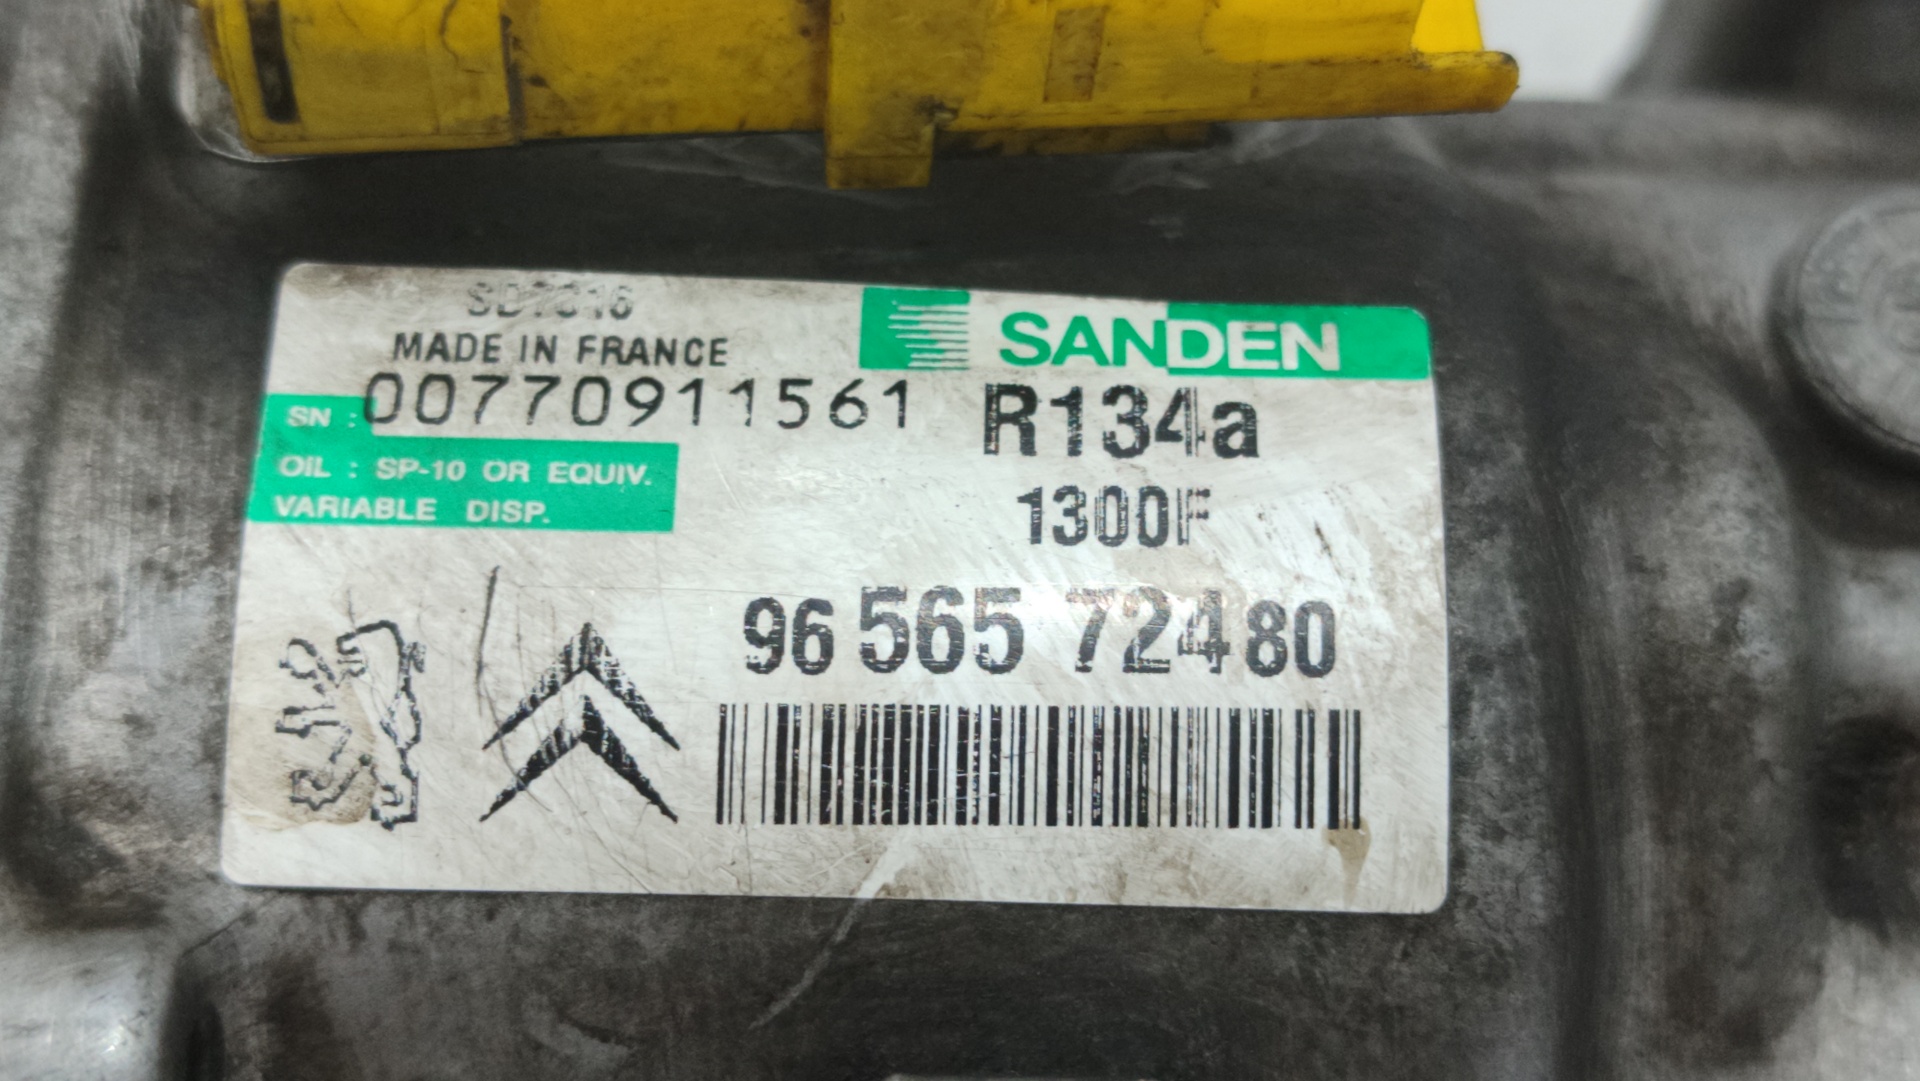 SANDEN
MADE IN FRANCE
SN : 00770911561
R134a
OIL : SP-10 OR EQUIV.
VARIABLE DISP.
1300F
96 565 724 80